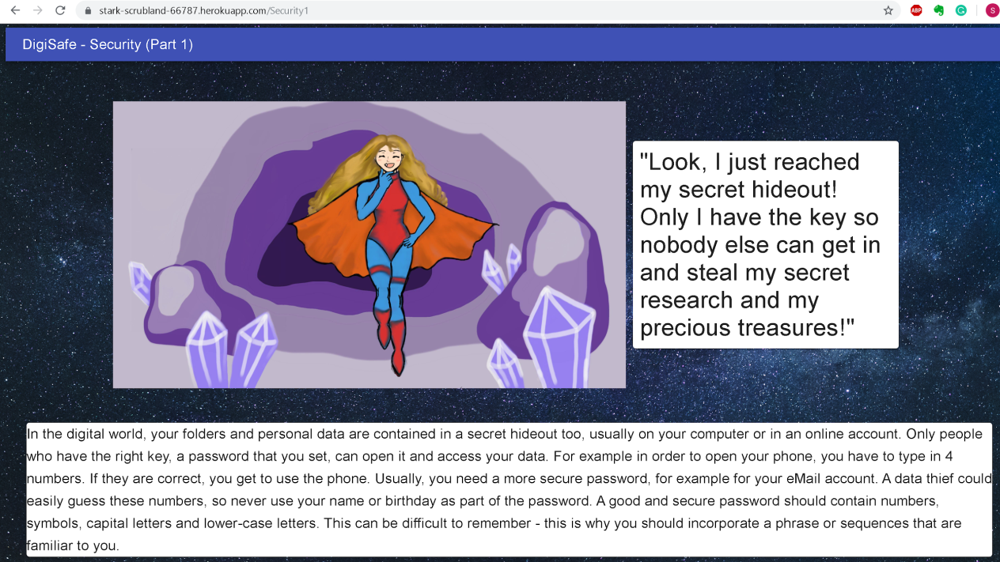 stark-scrubland-66787.herokuapp.com/Security1
ABP
S
DigiSafe - Security (Part 1)
"Look, I just reached
my secret hideout!
Only I have the key so
nobody else can get in
and steal my secret
research and my
precious treasures!"
In the digital world, your folders and personal data are contained in a secret hideout too, usually on your computer or in an online account. Only people
who have the right key, a password that you set, can open it and access your data. For example in order to open your phone, you have to type in 4
numbers. If they are correct, you get to use the phone. Usually, you need a more secure password, for example for your eMail account. A data thief could
easily guess these numbers, so never use your name or birthday as part of the password. A good and secure password should contain numbers,
symbols, capital letters and lower-case letters. This can be difficult to remember - this is why you should incorporate a phrase or sequences that are
familiar to you.